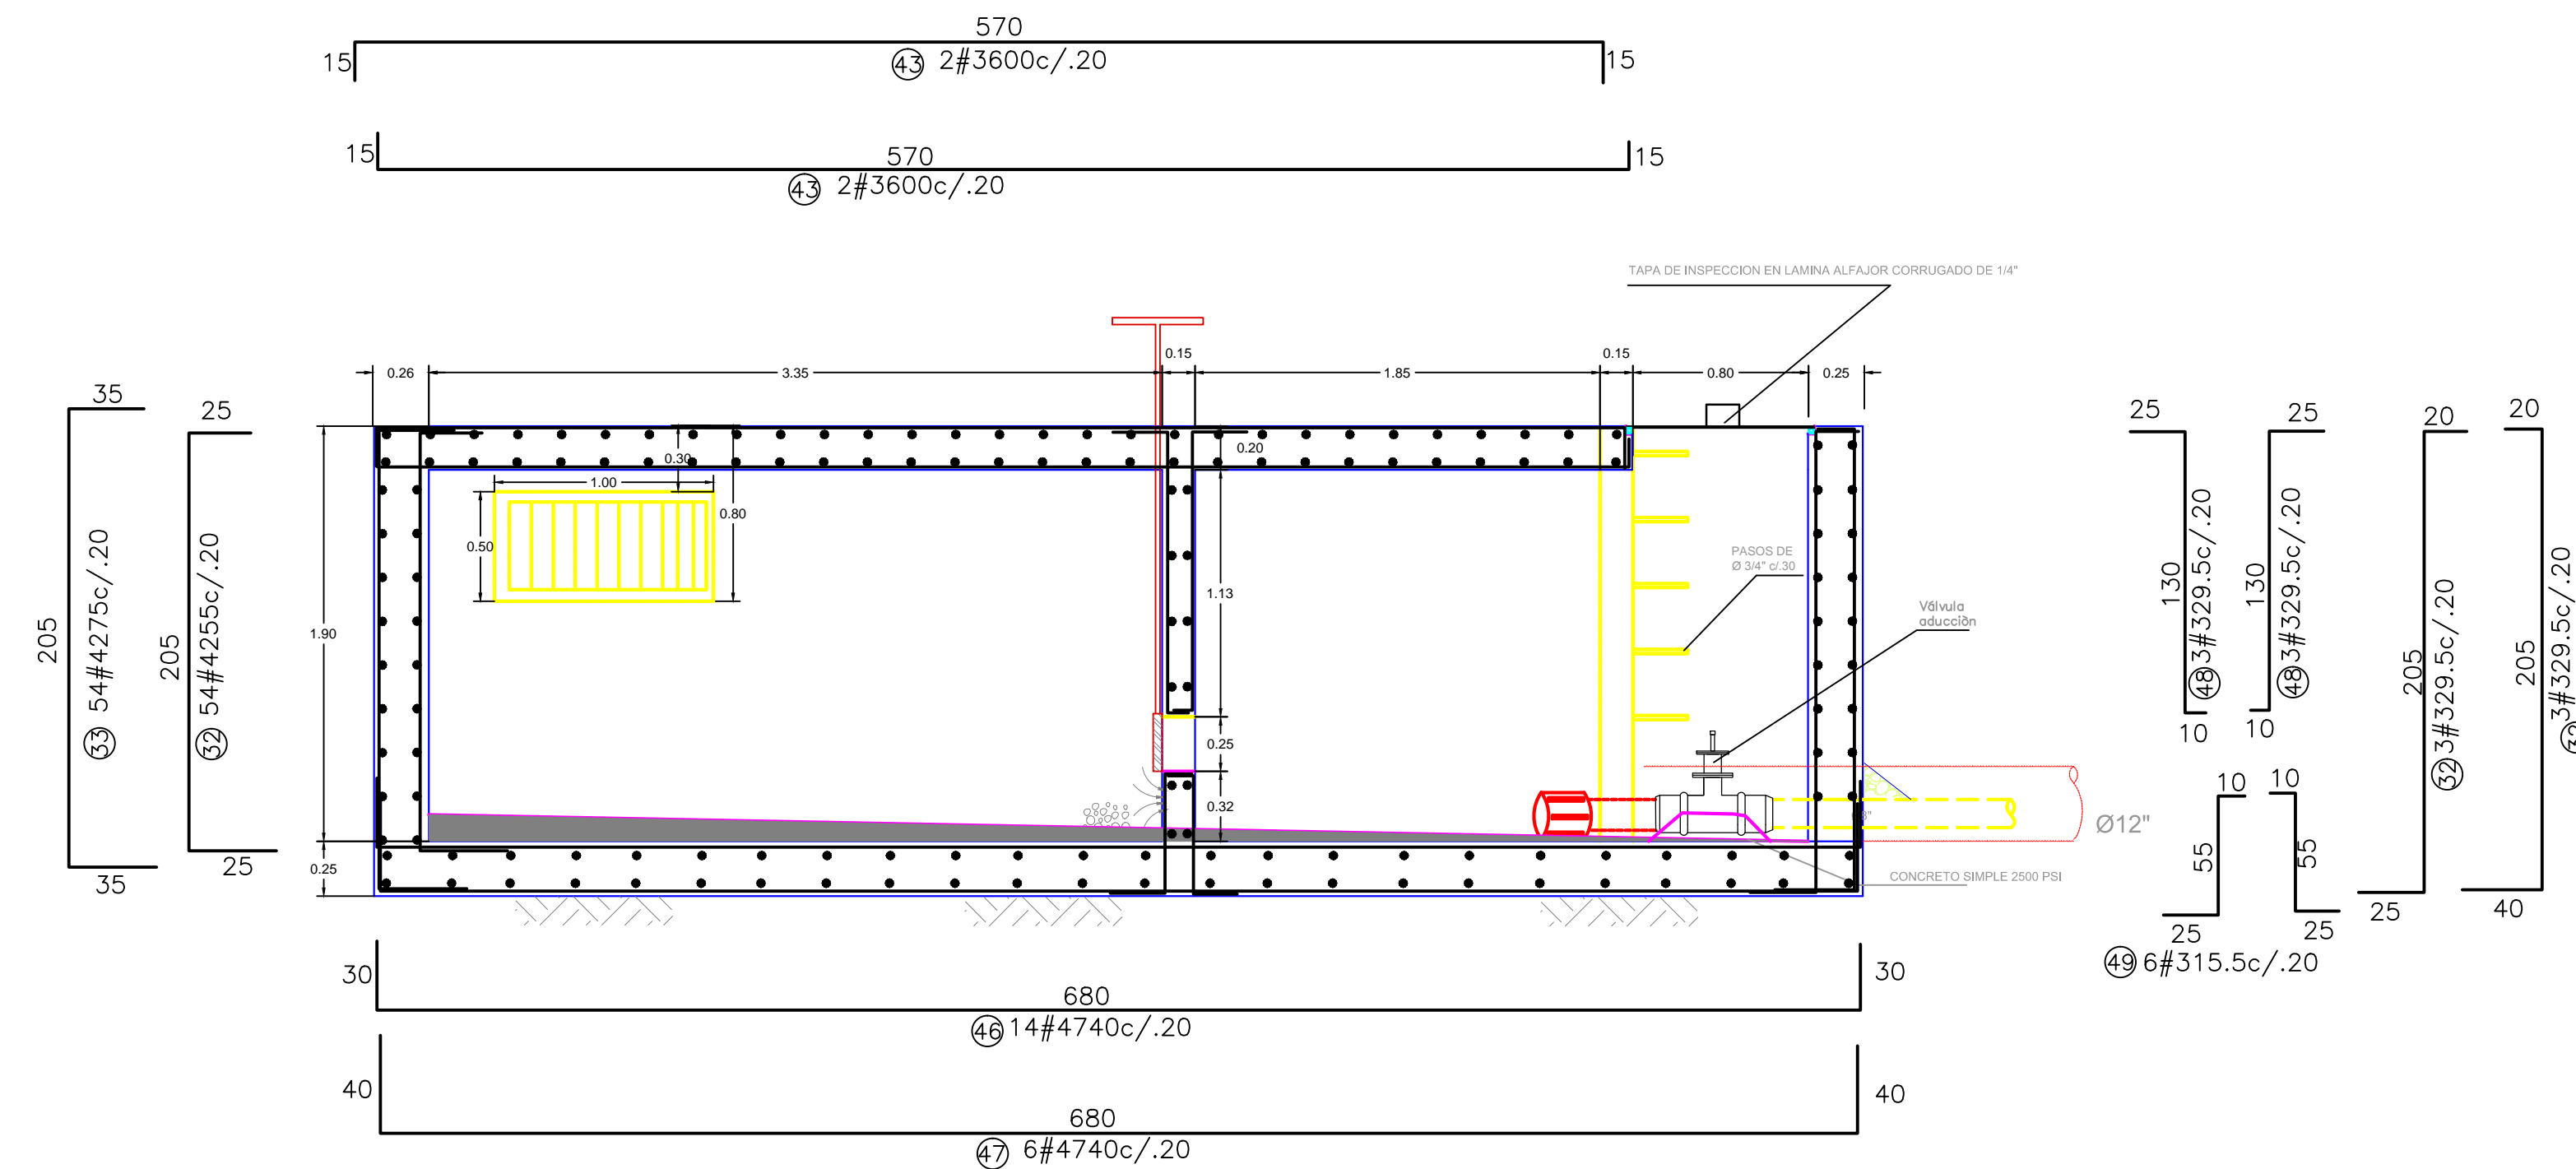 570
15
15
43 2#3600c/.20
15
570
15
43 2#3600c/.20
TAPA DE INSPECCION EN LAMINA ALFAJOR CORRUGADO DE 1/4"
0.26
3.35
0.15
1.85
0.15
0.80
0.25
35
205
33 54#4275c/.20
35
25
205
32 54#4255c/.20
25
1.90
0.25
0.30
1.00
0.80
0.50
0.20
1.13
0.25
0.32
PASOS DE
Ø 3/4" c/.30
Válvula
aducciòn
Ø12"
CONCRETO SIMPLE 2500 PSI
25
130
48 3#329.5c/.20
10
25
130
48 3#329.5c/.20
10
20
205
32 3#329.5c/.20
25
20
205
32 3#329.5c/.20
40
10
55
25
10
55
25
49 6#315.5c/.20
30
680
30
46 14#4740c/.20
40
680
40
47 6#4740c/.20